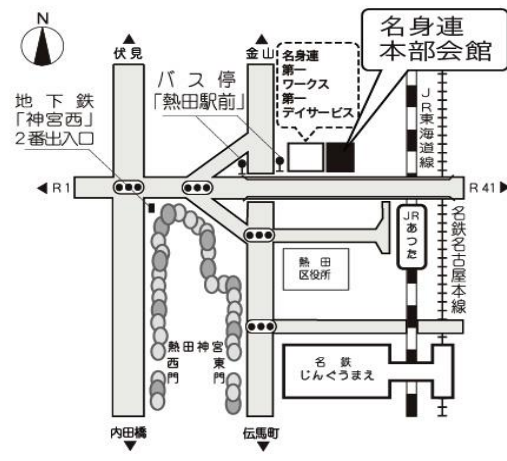 N
伏見
金山
名身連
第一
ワークス
第一
デイサービス
名身連
本部会館
バス停
「熱田駅前」
地下鉄
「神宮西」
2番出入口
JR東海道線
R1
R41
JR
あつた
名鉄名古屋本線
熱田
区役所
熱田神宮
西門
東門
名鉄
じんぐうまえ
内田橋
伝馬町